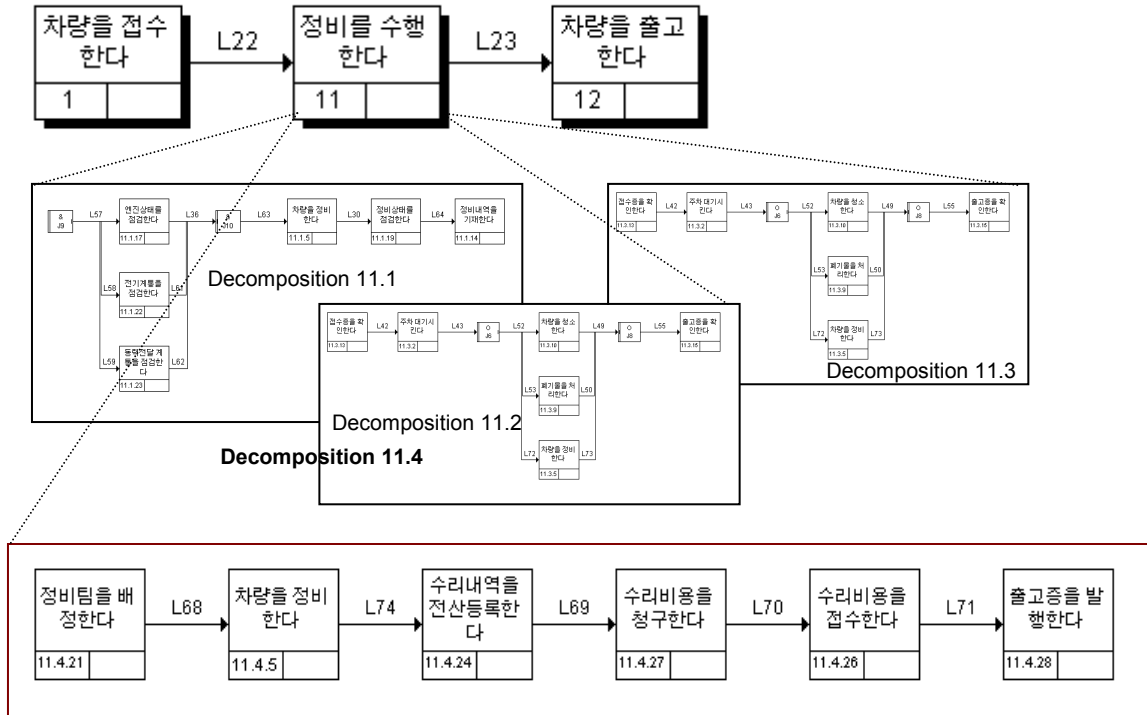 차량을 접수
한다
1
L22
정비를 수행
한다
11
L23
차량을 출고
한다
12
&
J9
L57
엔진상태를
점검한다
11.1.17
L36
&
J10
L63
차량을 정비
한다
11.1.5
L30
정비상태를
점검한다
11.1.19
L64
정비내역을
기재한다
11.1.14
L58
전기계통을
점검한다
11.1.22
L61
L59
동력전달 계
통을 점검한
다
11.1.23
L62
Decomposition 11.1
접수증을 확
인한다
11.3.13
L42
주차 대기시
킨다
11.3.2
L43
O
J6
L52
차량을 청소
한다
11.3.10
L49
O
J8
L55
출고증을 확
인한다
11.3.15
L53
폐기물을 처
리한다
11.3.9
L50
L72
차량을 정비
한다
11.3.5
L73
Decomposition 11.3
접수증을 확
인한다
11.3.13
L42
주차 대기시
킨다
11.3.2
L43
O
J6
L52
차량을 청소
한다
11.3.10
L49
O
J8
L55
출고증을 확
인한다
11.3.15
L53
폐기물을 처
리한다
11.3.9
L50
L72
차량을 정비
한다
11.3.5
L73
Decomposition 11.2
Decomposition 11.4
정비팀을 배
정한다
11.4.21
L68
차량을 정비
한다
11.4.5
L74
수리내역을
전산등록한
다
11.4.24
L69
수리비용을
청구한다
11.4.27
L70
수리비용을
접수한다
11.4.26
L71
출고증을 발
행한다
11.4.28